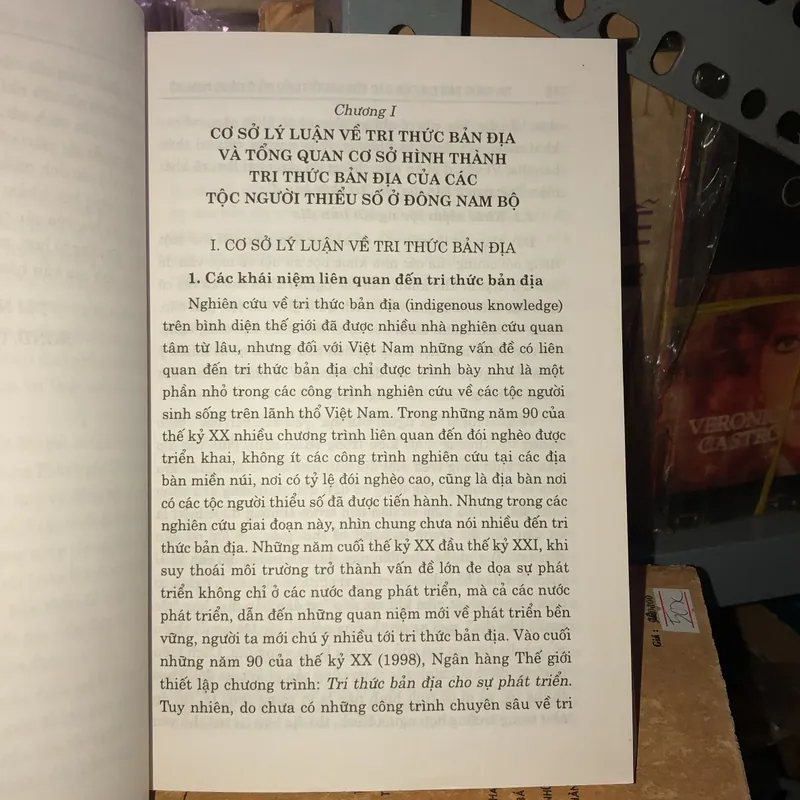 Chương I
CƠ SỞ LÝ LUẬN VỀ TRI THỨC BẢN ĐỊA
VÀ TỔNG QUAN CƠ SỞ HÌNH THÀNH
TRI THỨC BẢN ĐỊA CỦA CÁC
TỘC NGƯỜI THIỂU SỐ Ở ĐÔNG NAM BỘ
I. CƠ SỞ LÝ LUẬN VỀ TRI THỨC BẢN ĐỊA
1. Các khái niệm liên quan đến tri thức bản địa
Nghiên cứu về tri thức bản địa (indigenous knowledge)
trên bình diện thế giới đã được nhiều nhà nghiên cứu quan
tâm từ lâu, nhưng đối với Việt Nam những vấn đề có liên
quan đến tri thức bản địa chỉ được trình bày như là một
phần nhỏ trong các công trình nghiên cứu về các tộc người
sinh sống trên lãnh thổ Việt Nam. Trong những năm 90 của
thế kỷ XX nhiều chương trình liên quan đến đói nghèo được
triển khai, không ít các công trình nghiên cứu tại các địa
bàn miền núi, nơi có tỷ lệ đói nghèo cao, cũng là địa bàn nơi
có các tộc người thiểu số đã được tiến hành. Nhưng trong các
nghiên cứu giai đoạn này, nhìn chung chưa nói nhiều đến tri
thức bản địa. Những năm cuối thế kỷ XX đầu thế kỷ XXI, khi
suy thoái môi trường trở thành vấn đề lớn đe dọa sự phát
triển không chỉ ở các nước đang phát triển, mà cả các nước
phát triển, dẫn đến những quan niệm mới về phát triển bền
vững, người ta mới chú ý nhiều tới tri thức bản địa. Vào cuối
những năm 90 của thế kỷ XX (1998), Ngân hàng Thế giới
thiết lập chương trình: Tri thức bản địa cho sự phát triển.
Tuy nhiên, do chưa có những công trình chuyên sâu về tri
VERONI
CASTRO
Giá :